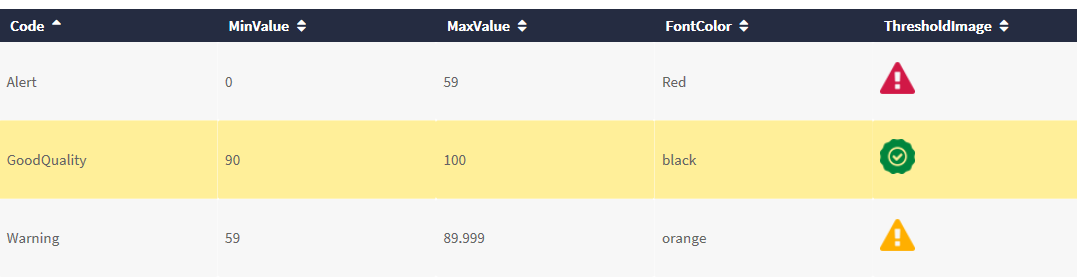 Code MinValue MaxValue FontColor ThresholdImage
Alert 0 59 Red
GoodQuality 90 100 black
Warning 59 89.999 orange